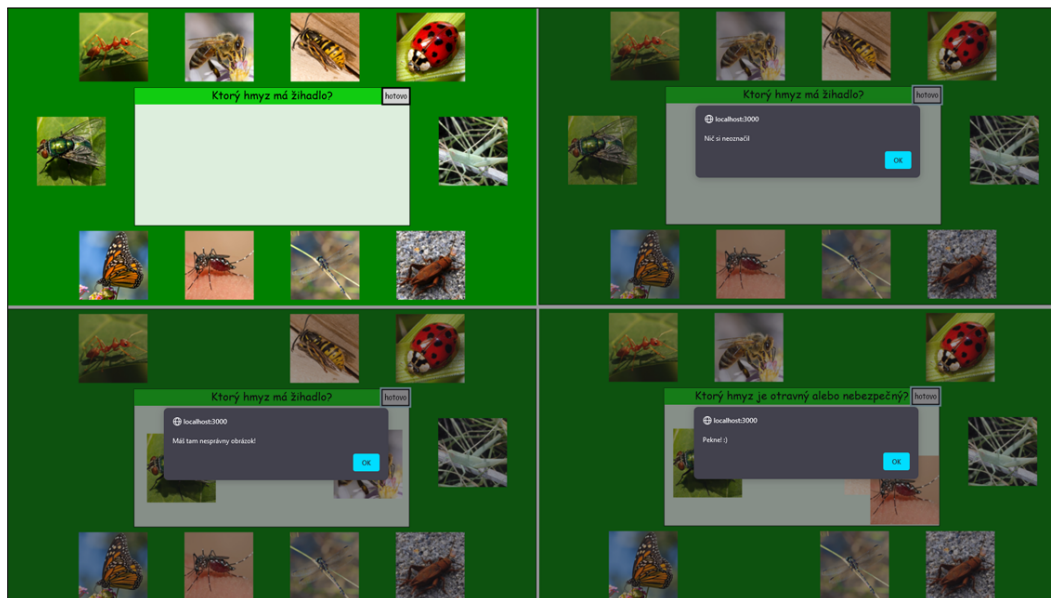 Ktorý hmyz má žihadlo?
hotovo
Ktorý hmyz má žihadlo?
hotovo
localhost:3000
Nič si neoznačil
OK
Ktorý hmyz má žihadlo?
hotovo
localhost:3000
Máš tam nesprávny obrázok!
OK
Ktorý hmyz je otravný alebo nebezpečný?
hotovo
localhost:3000
Pekne! :)
OK